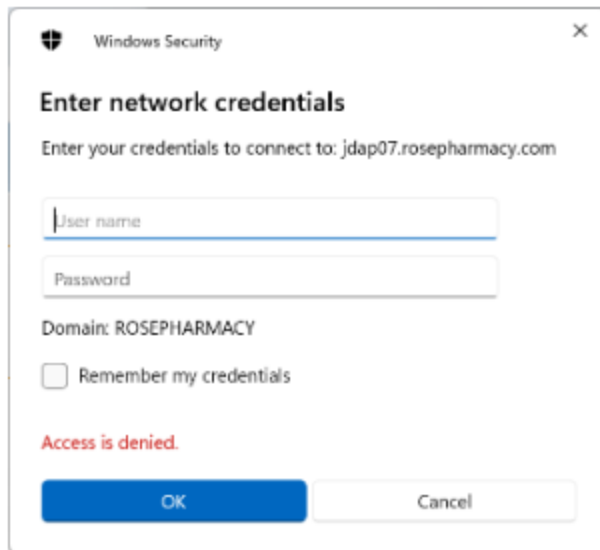 Windows Security
Enter network credentials
Enter your credentials to connect to: jdap07.rosepharmacy.com
User name
Password
Domain: ROSEPHARMACY
Remember my credentials
Access is denied.
OK
Cancel